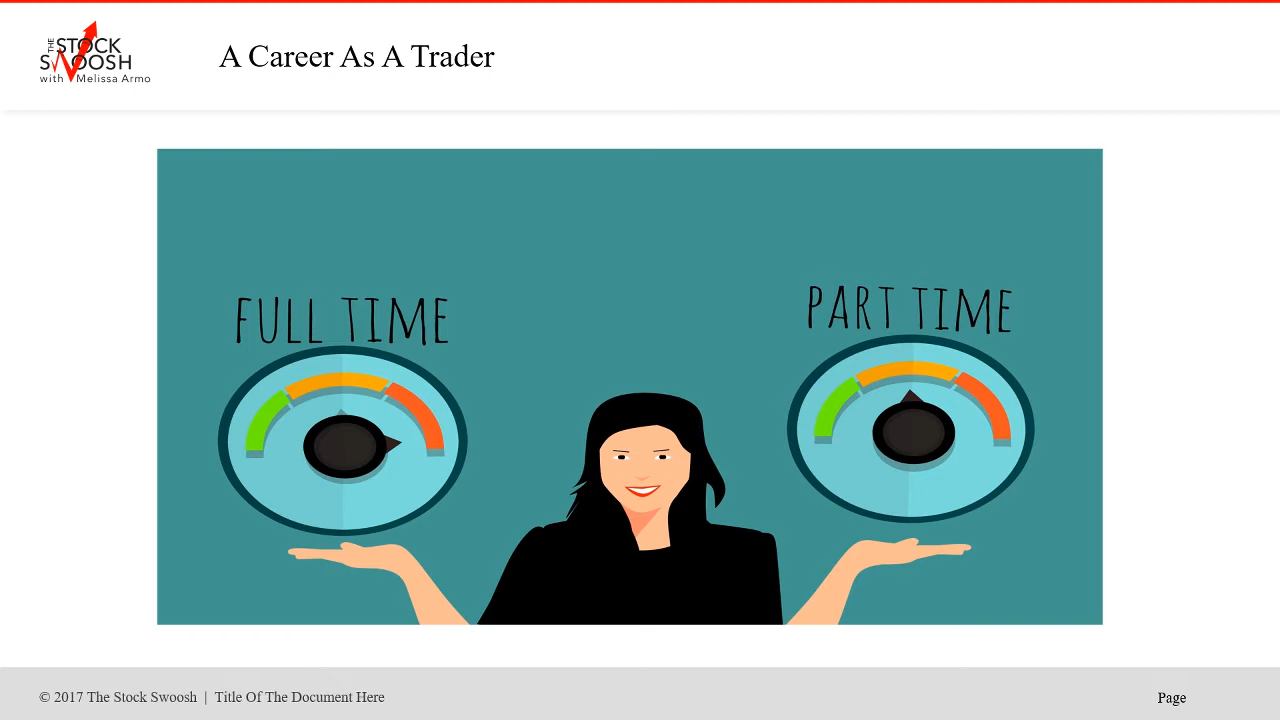 THE
STOCK
SWOOSH
with Melissa Armo
A Career As A Trader
FULL TIME
PART TIME
© 2017 The Stock Swoosh | Title Of The Document Here
Page